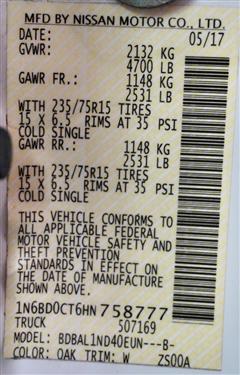 MFD BY NISSAN MOTOR CO., LTD.
DATE: 05/17
GVWR: 2132 KG
4700 LB
GAWR FR.: 1148 KG
2531 LB
WITH 235/75R15 TIRES
15 X 6.5 RIMS AT 35 PSI
COLD SINGLE
GAWR RR.: 1148 KG
2531 LB
WITH 235/75R15 TIRES
15 X 6.5 RIMS AT 35 PSI
COLD SINGLE
THIS VEHICLE CONFORMS TO
ALL APPLICABLE FEDERAL
MOTOR VEHICLE SAFETY AND
THEFT PREVENTION
STANDARDS IN EFFECT ON
THE DATE OF MANUFACTURE
SHOWN ABOVE.
1N6BD0CT6HN758777
TRUCK 507169
MODEL: BDBAL1ND40EUN---B-
COLOR: OAK TRIM: W ZS00A